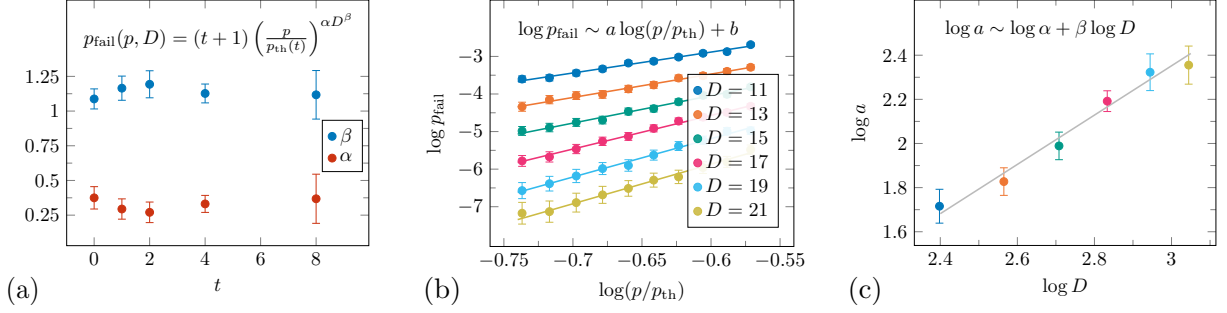 p_fail(p, D) = (t + 1) (p / p_th(t))^{αD^β}
1.25
1
0.75
0.5
0.25
β
α
0 2 4 6 8
t
(a)
log p_fail ∼ a log(p/p_th) + b
−3
−4
−5
−6
−7
log p_fail
D = 11
D = 13
D = 15
D = 17
D = 19
D = 21
−0.75 −0.7 −0.65 −0.6 −0.55
log(p/p_th)
(b)
log a ∼ log α + β log D
2.4
2.2
2
1.8
1.6
log a
2.4 2.6 2.8 3
log D
(c)